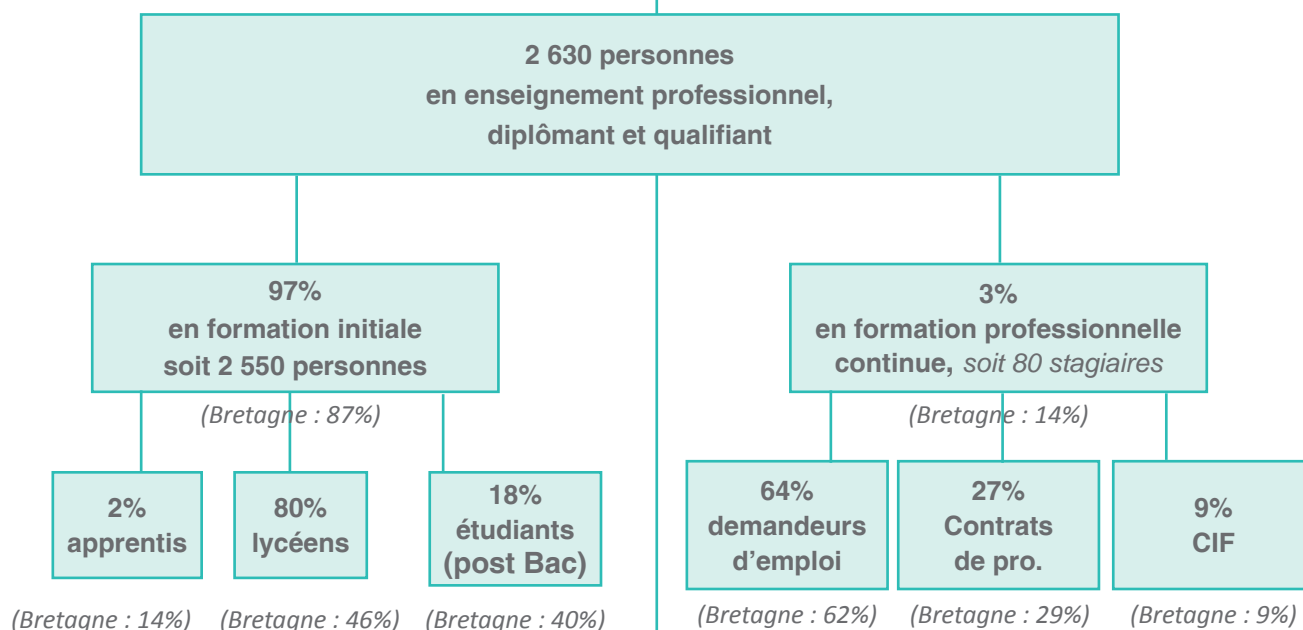 2 630 personnes
en enseignement professionnel,
diplômant et qualifiant
97%
en formation initiale
soit 2 550 personnes
(Bretagne : 87%)
3%
en formation professionnelle
continue, soit 80 stagiaires
(Bretagne : 14%)
2%
apprentis
(Bretagne : 14%)
80%
lycéens
(Bretagne : 46%)
18%
étudiants
(post Bac)
(Bretagne : 40%)
64%
demandeurs
d’emploi
(Bretagne : 62%)
27%
Contrats
de pro.
(Bretagne : 29%)
9%
CIF
(Bretagne : 9%)